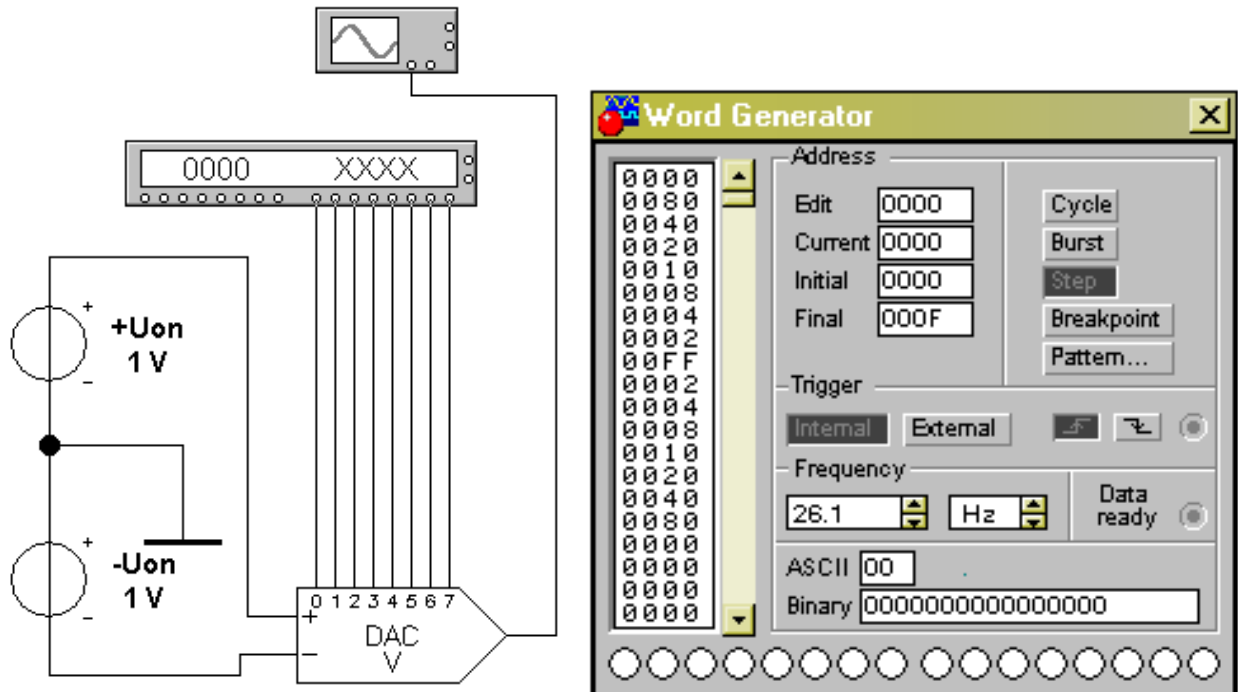 0000 XXXX
+
+Uon
1 V
−
+
-Uon
1 V
−
0 1 2 3 4 5 6 7
+
DAC
−
V
Word Generator
0000
0080
0040
0020
0010
0008
0004
0002
00FF
0002
0004
0008
0010
0020
0040
0080
0000
0000
0000
0000
Address
Edit 0000
Current 0000
Initial 0000
Final 000F
Cycle
Burst
Step
Breakpoint
Pattern...
Trigger
Internal External
Frequency
26.1 Hz
Data
ready
ASCII 00
Binary 0000000000000000